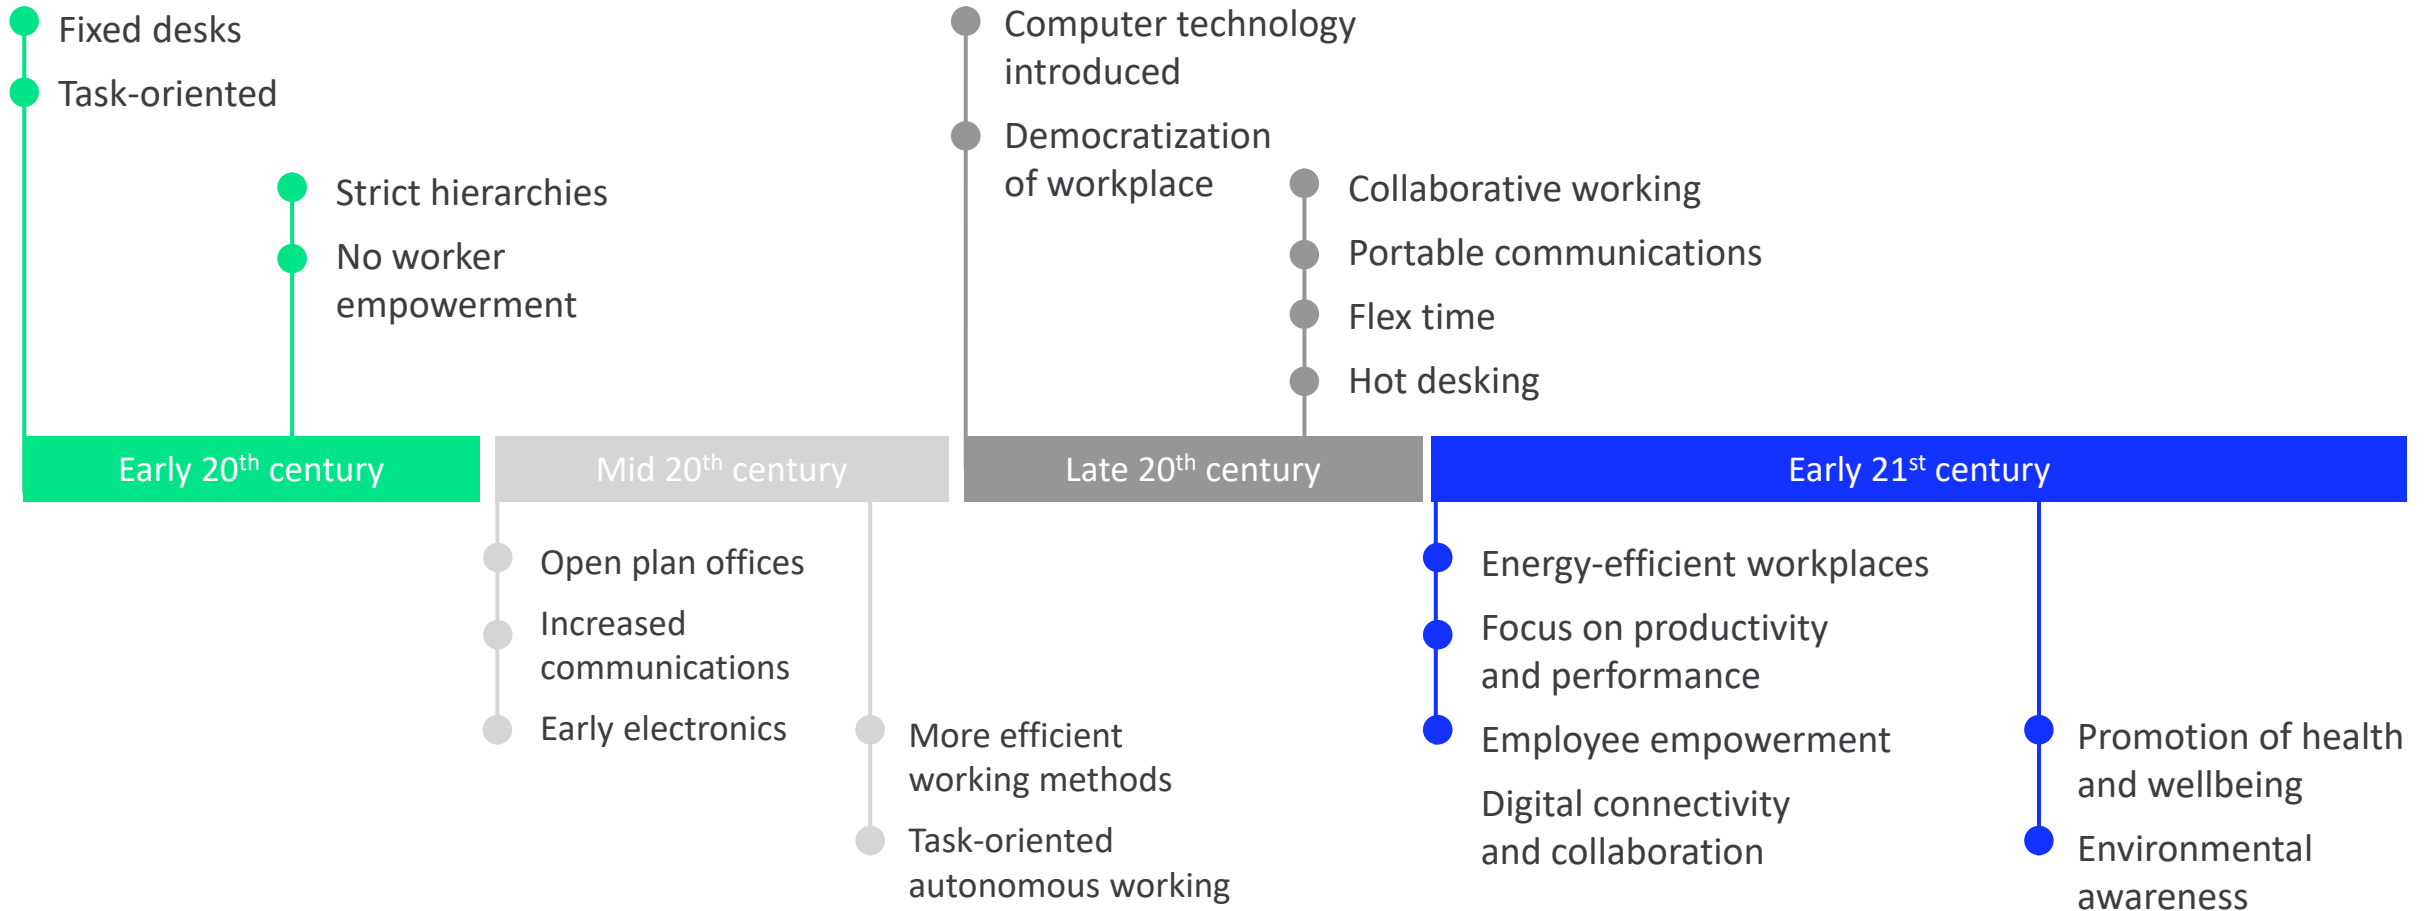 Fixed desks
Task-oriented
Strict hierarchies
No worker
empowerment
Computer technology
introduced
Democratization
of workplace
Collaborative working
Portable communications
Flex time
Hot desking
Early 20th century
Mid 20th century
Late 20th century
Early 21st century
Open plan offices
Increased
communications
Early electronics
More efficient
working methods
Task-oriented
autonomous working
Energy-efficient workplaces
Focus on productivity
and performance
Employee empowerment
Digital connectivity
and collaboration
Promotion of health
and wellbeing
Environmental
awareness